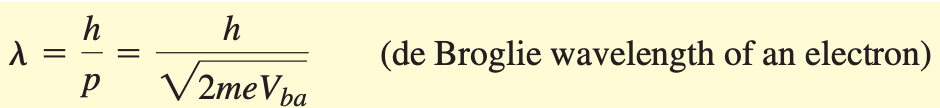 λ = h/p = h/√2meV_ba (de Broglie wavelength of an electron)